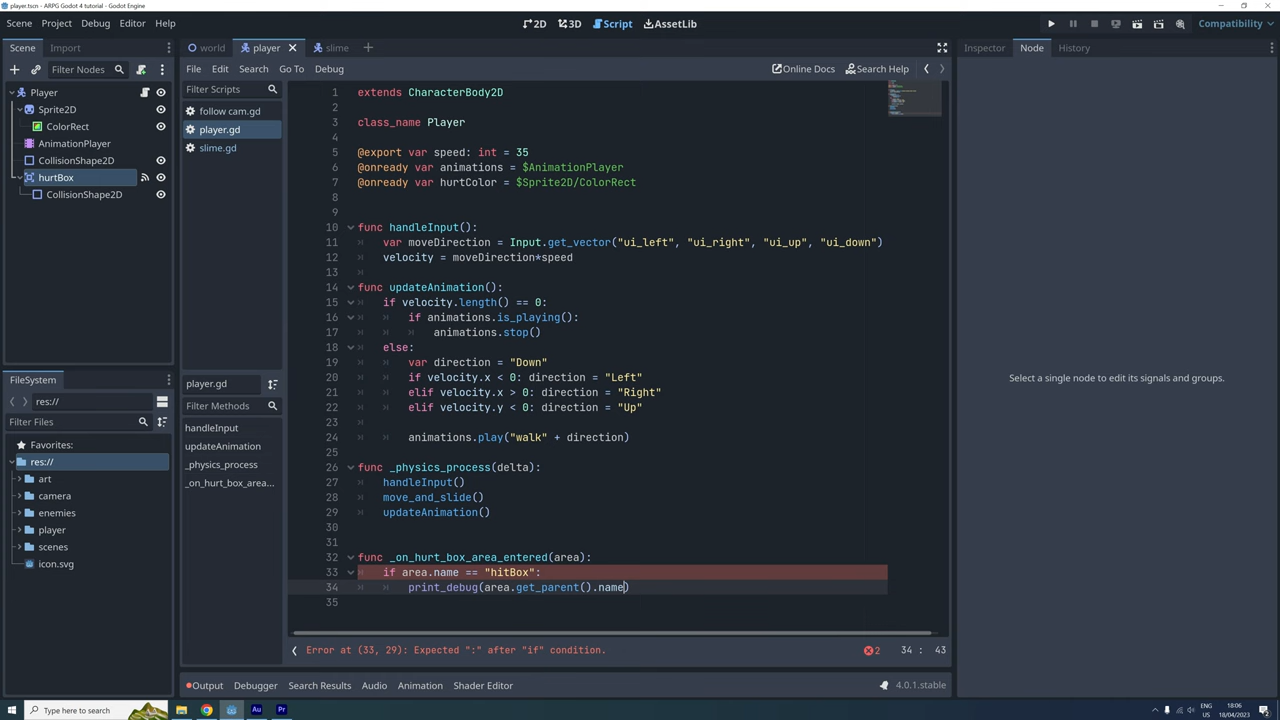 player.tscn - ARPG Godot 4 tutorial - Godot Engine
Scene Project Debug Editor Help
2D 3D Script AssetLib
Compatibility
Scene Import
world player slime
Inspector Node History
Filter Nodes
File Edit Search Go To Debug
Online Docs Search Help
Player
Sprite2D
ColorRect
AnimationPlayer
CollisionShape2D
hurtBox
CollisionShape2D
Filter Scripts
follow cam.gd
player.gd
slime.gd
player.gd
Filter Methods
handleInput
updateAnimation
_physics_process
_on_hurt_box_area...
1 extends CharacterBody2D
2
3 class_name Player
4
5 @export var speed: int = 35
6 @onready var animations = $AnimationPlayer
7 @onready var hurtColor = $Sprite2D/ColorRect
8
9
10 func handleInput():
11 var moveDirection = Input.get_vector("ui_left", "ui_right", "ui_up", "ui_down")
12 velocity = moveDirection*speed
13
14 func updateAnimation():
15 if velocity.length() == 0:
16 if animations.is_playing():
17 animations.stop()
18 else:
19 var direction = "Down"
20 if velocity.x < 0: direction = "Left"
21 elif velocity.x > 0: direction = "Right"
22 elif velocity.y < 0: direction = "Up"
23
24 animations.play("walk" + direction)
25
26 func _physics_process(delta):
27 handleInput()
28 move_and_slide()
29 updateAnimation()
30
31
32 func _on_hurt_box_area_entered(area):
33 if area.name == "hitBox":
34 print_debug(area.get_parent().name)
35
Select a single node to edit its signals and groups.
FileSystem
res://
Filter Files
Favorites:
res://
art
camera
enemies
player
scenes
icon.svg
Error at (33, 29): Expected ":" after "if" condition.
2 34 : 43
Output Debugger Search Results Audio Animation Shader Editor
4.0.1.stable
Type here to search
Au Pr
ENG
US
18:06
18/04/2023
2